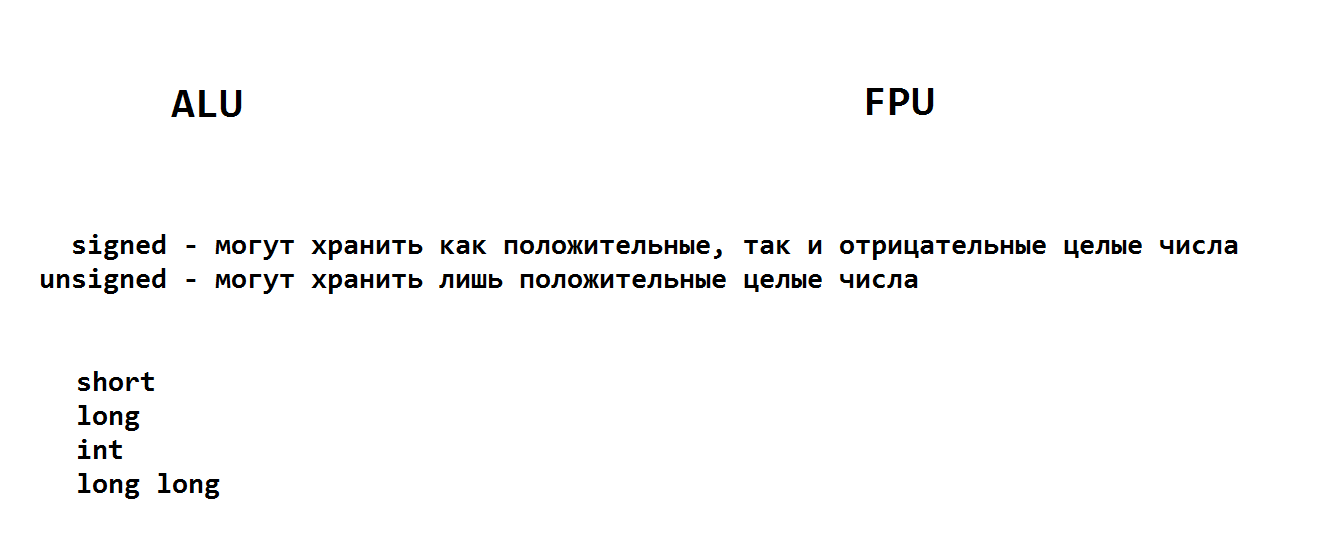 ALU FPU
signed - могут хранить как положительные, так и отрицательные целые числа
unsigned - могут хранить лишь положительные целые числа
short
long
int
long long